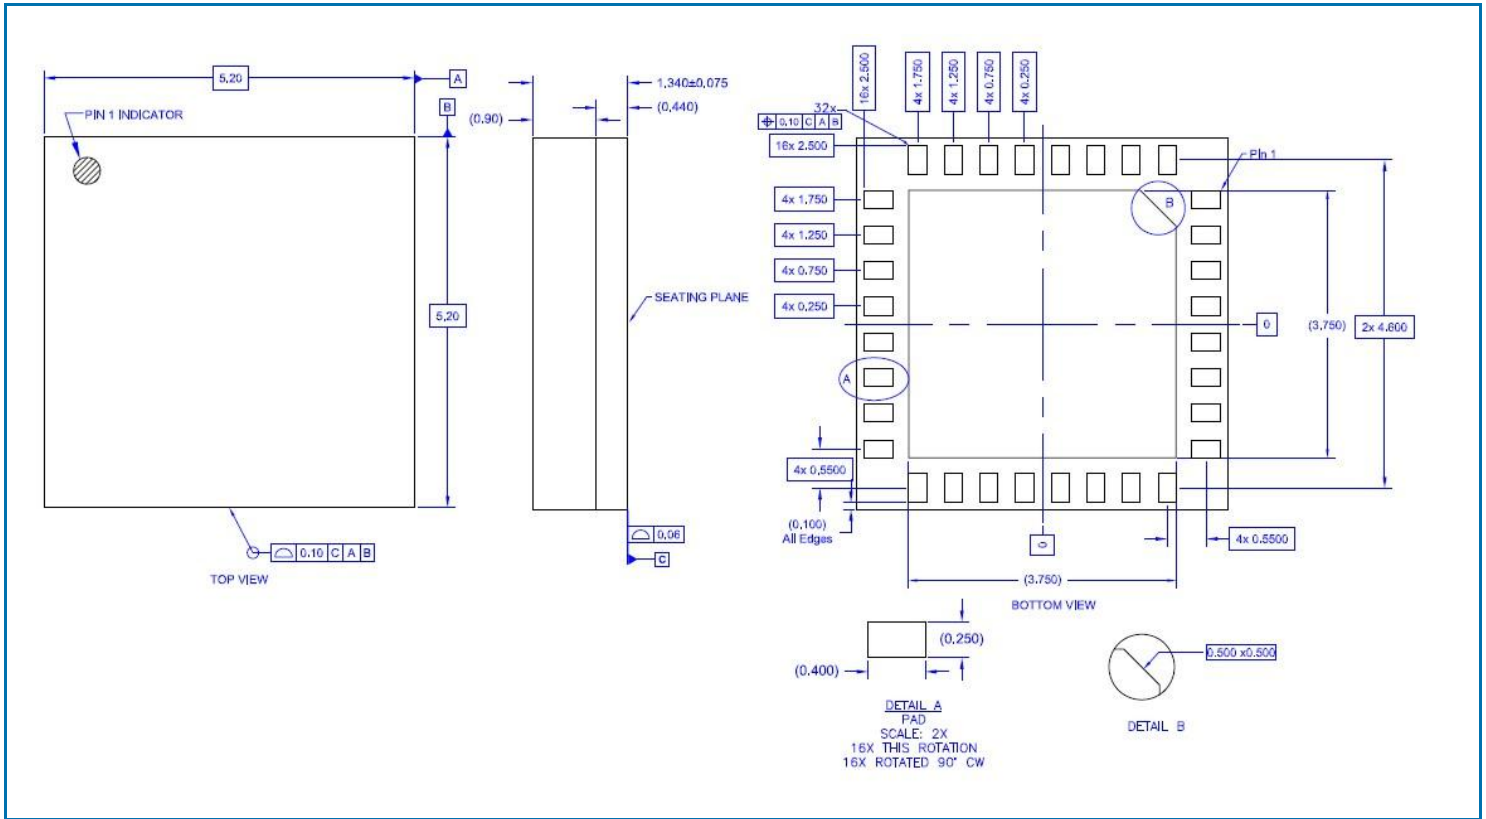 5.20
A
B
PIN 1 INDICATOR
5.20
0.10 C A B
TOP VIEW
1.340±0.075
(0.440)
(0.90)
SEATING PLANE
0.06
C
16x 2.500
4x 1.750
4x 1.250
4x 0.750
4x 0.250
32x
0.10 C A B
16x 2.500
4x 1.750
4x 1.250
4x 0.750
4x 0.250
A
B
Pin 1
0
(3.750)
2x 4.600
4x 0.5500
(0.100)
All Edges
0
4x 0.5500
(3.750)
BOTTOM VIEW
(0.250)
(0.400)
DETAIL A
PAD
SCALE: 2X
16X THIS ROTATION
16X ROTATED 90° CW
0.500 x0.500
DETAIL B